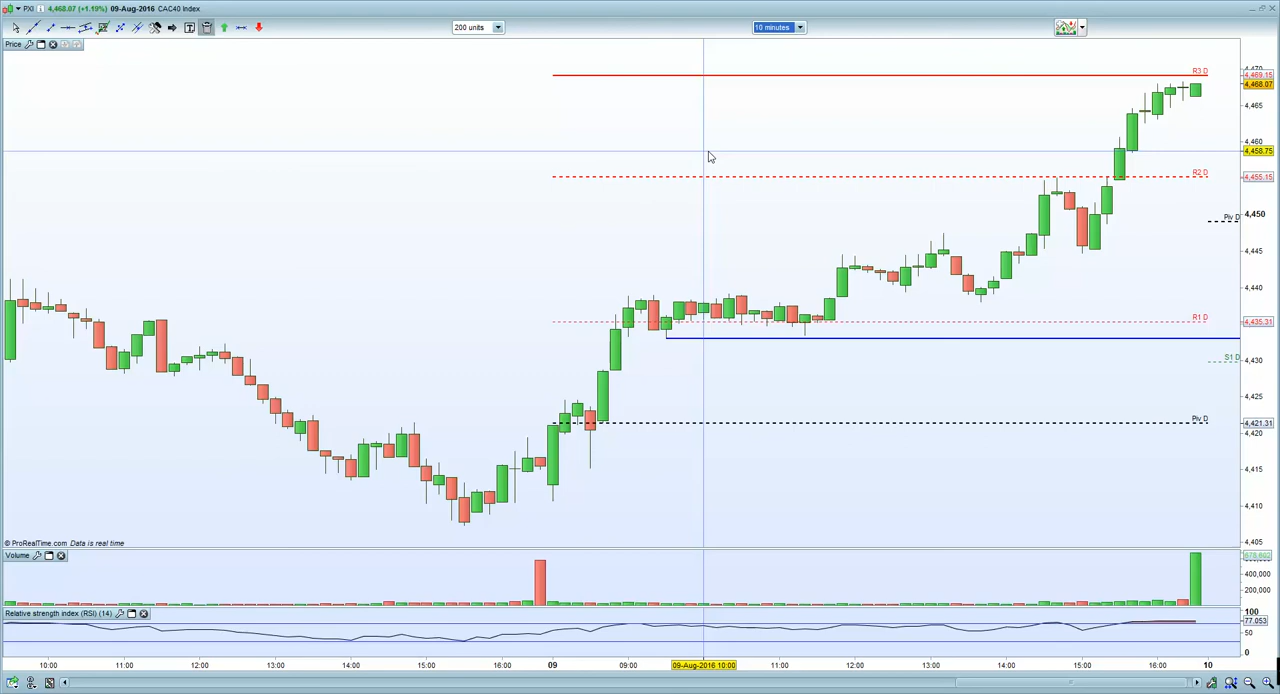 PXI 4,468.07 (+1.19%) 09-Aug-2016 CAC40 Index
200 units 10 minutes
Price
4,470
R3 D 4,469.15
4,468.07
4,465
4,460
4,458.75
R2 D 4,455.15
Piv D 4,450
4,445
4,440
R1 D 4,435.31
S1 D 4,430
4,425
Piv D 4,421.31
4,420
4,415
4,410
© ProRealTime.com Data is real time 4,405
Volume
400,000
200,000
Relative strength index (RSI) (14) 100
77.053
50
0
10:00 11:00 12:00 13:00 14:00 15:00 16:00 09 09:00 09-Aug-2016 10:00 11:00 12:00 13:00 14:00 15:00 16:00 10